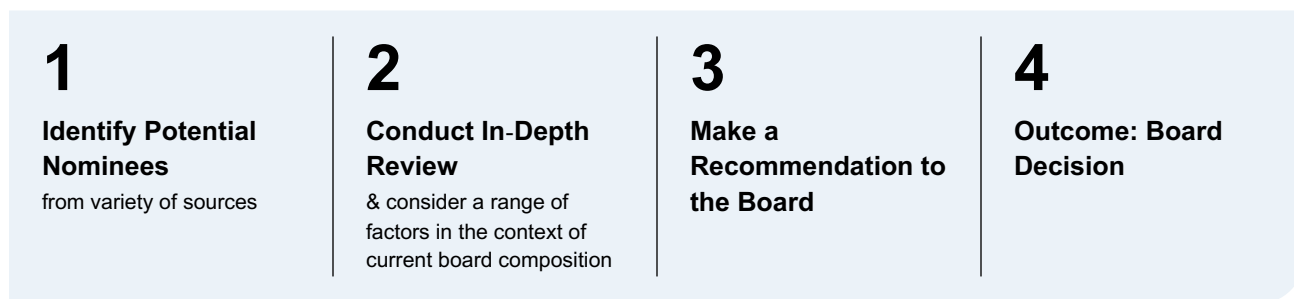 1
Identify Potential
Nominees
from variety of sources
2
Conduct In-Depth
Review
& consider a range of
factors in the context of
current board composition
3
Make a
Recommendation to
the Board
4
Outcome: Board
Decision